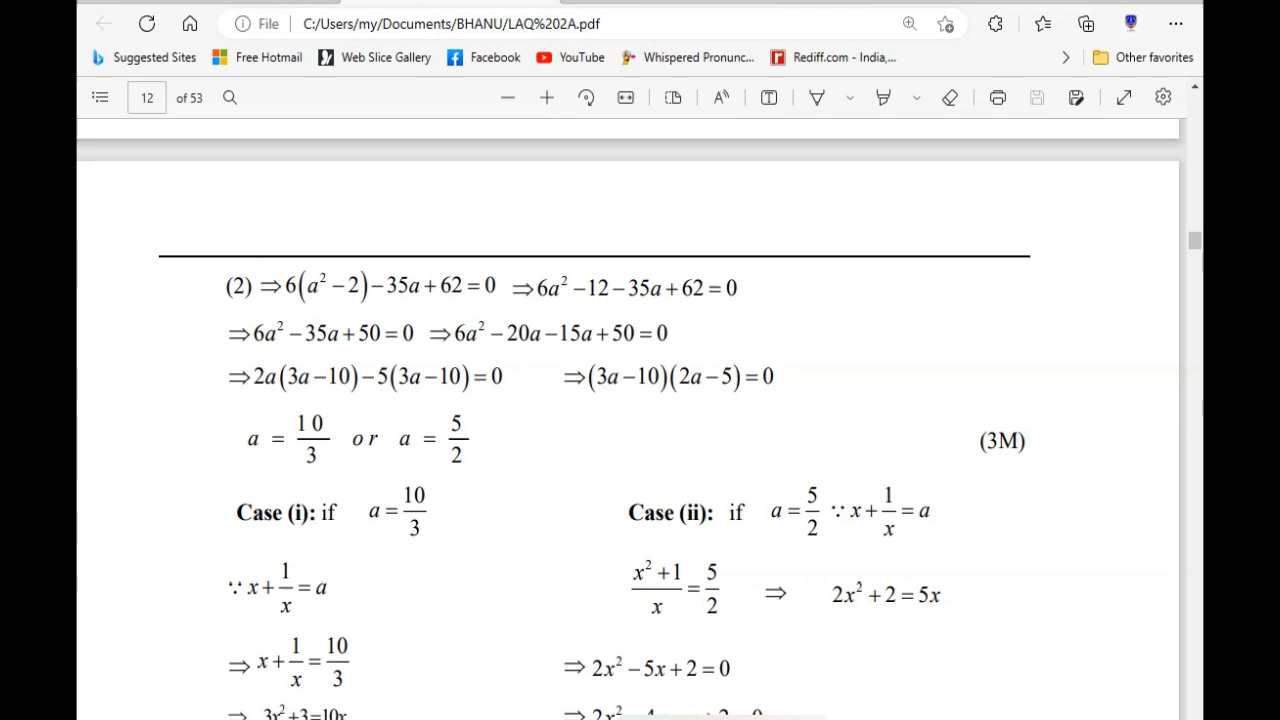 File C:/Users/my/Documents/BHANU/LAQ%202A.pdf
Suggested Sites Free Hotmail Web Slice Gallery Facebook YouTube Whispered Pronunc... Rediff.com - India,... Other favorites
12 of 53
(2) ⇒6(a² − 2) − 35a + 62 = 0 ⇒6a² − 12 − 35a + 62 = 0
⇒6a² − 35a + 50 = 0 ⇒6a² − 20a − 15a + 50 = 0
⇒2a(3a − 10) − 5(3a − 10) = 0 ⇒(3a − 10)(2a − 5) = 0
a = 10/3 or a = 5/2 (3M)
Case (i): if a = 10/3 Case (ii): if a = 5/2 ∵ x + 1/x = a
∵ x + 1/x = a (x² + 1)/x = 5/2 ⇒ 2x² + 2 = 5x
⇒ x + 1/x = 10/3 ⇒ 2x² − 5x + 2 = 0
⇒ 3x² + 3 = 10x